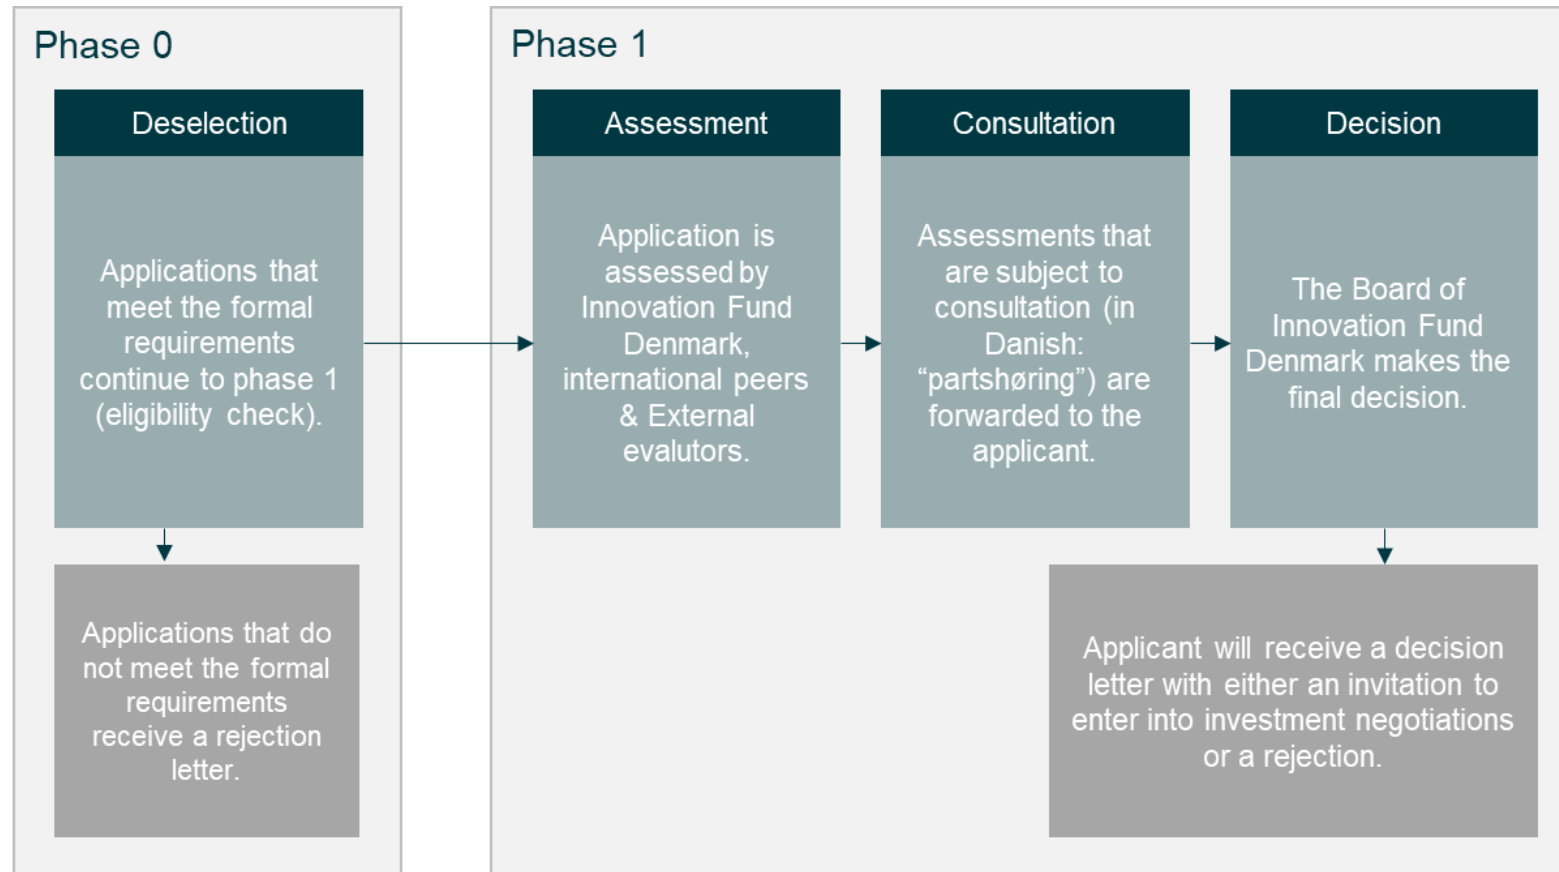 Phase 0
Deselection
Applications that
meet the formal
requirements
continue to phase 1
(eligibility check).
Applications that do
not meet the formal
requirements
receive a rejection
letter.
Phase 1
Assessment
Application is
assessed by
Innovation Fund
Denmark,
international peers
& External
evalutors.
Consultation
Assessments that
are subject to
consultation (in
Danish:
“partshøring”) are
forwarded to the
applicant.
Decision
The Board of
Innovation Fund
Denmark makes the
final decision.
Applicant will receive a decision
letter with either an invitation to
enter into investment negotiations
or a rejection.